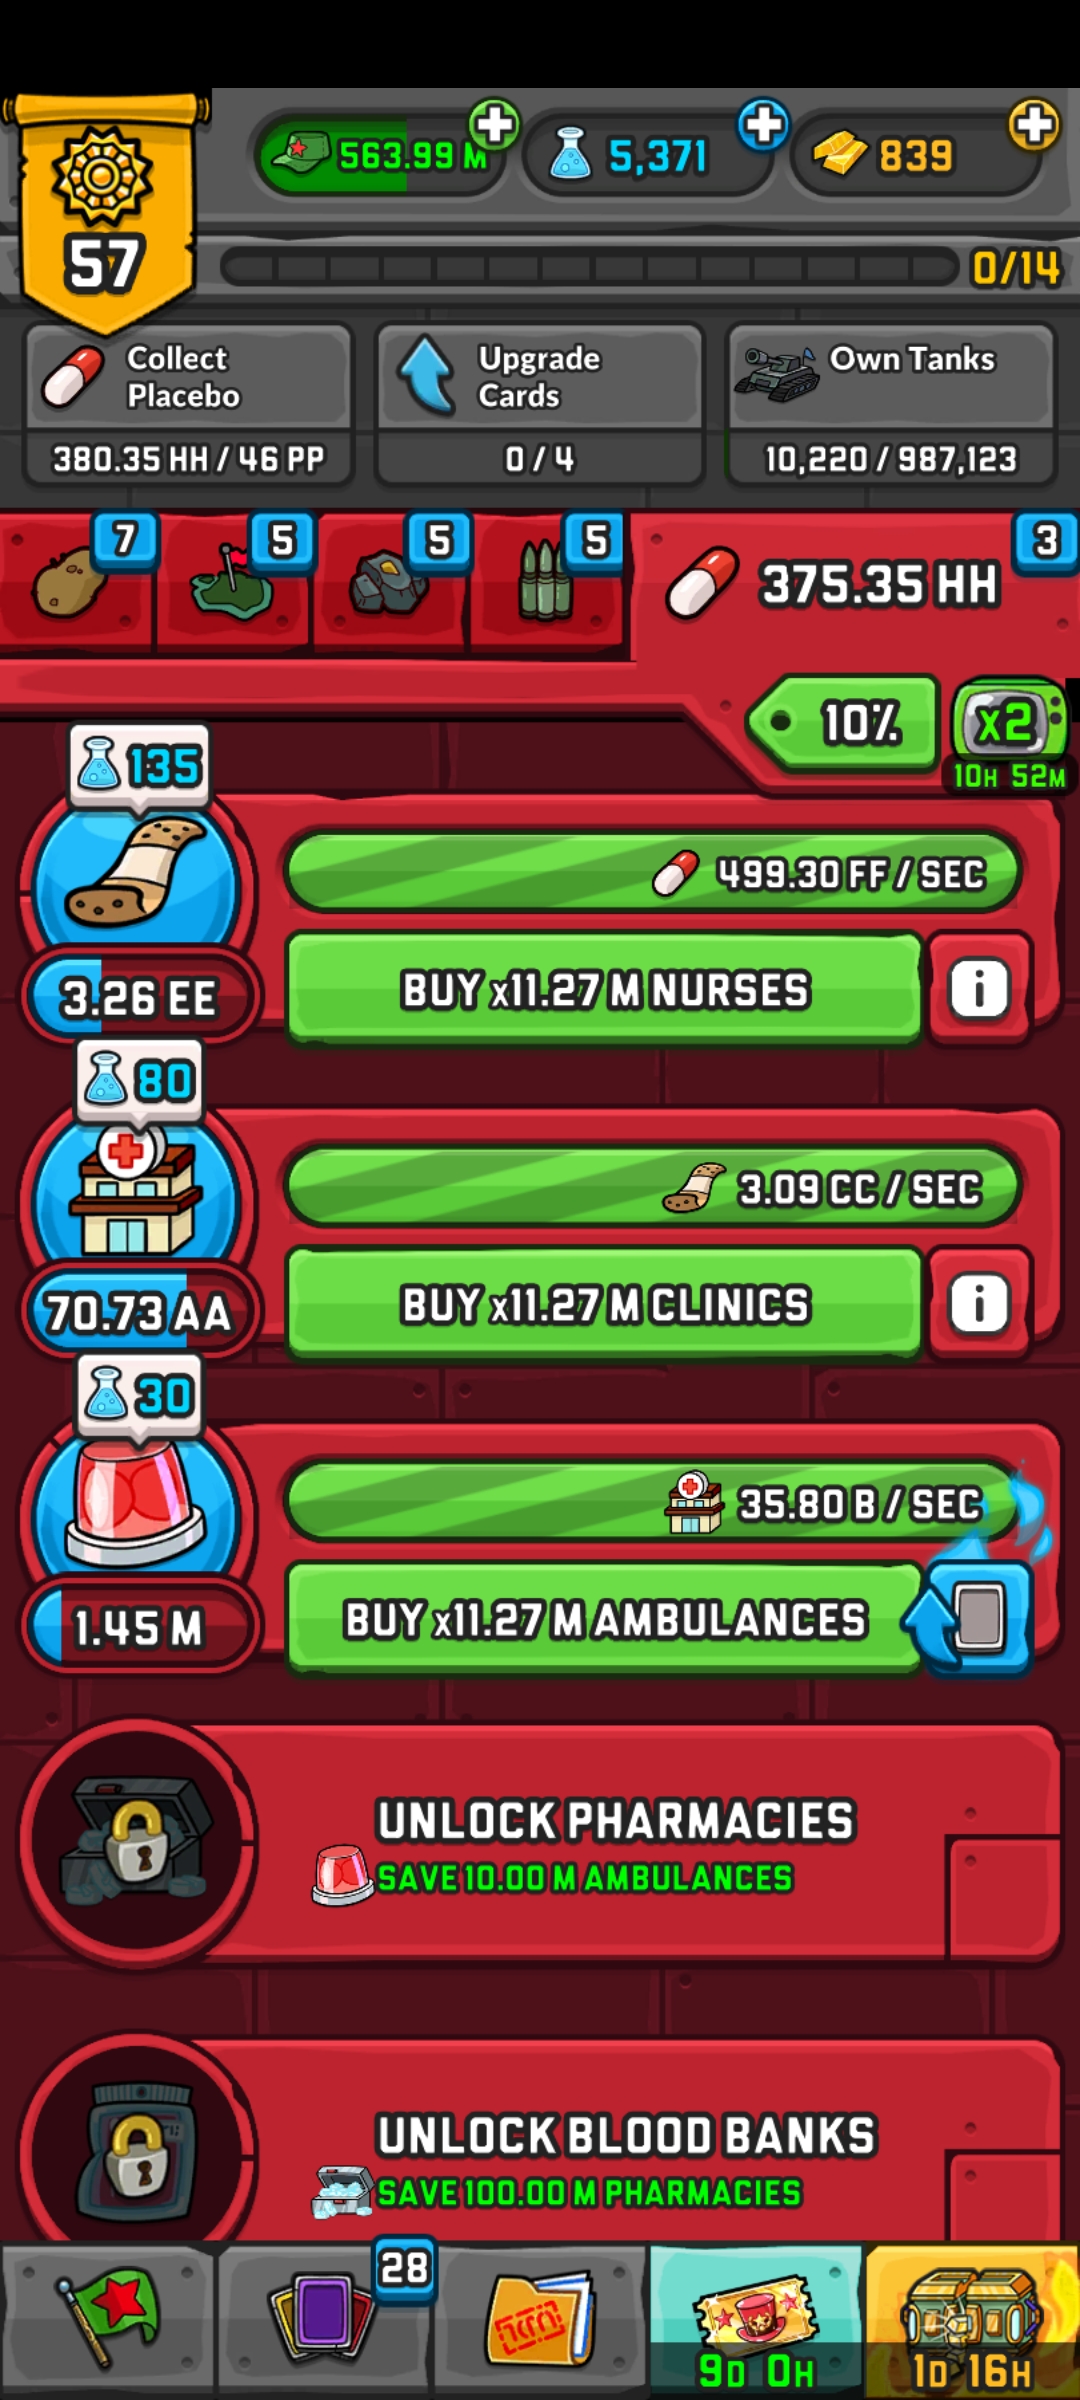 563.99 M
5,371
839
57
0/14
Collect
Placebo
Upgrade
Cards
Own Tanks
380.35 HH / 46 PP
0 / 4
10,220 / 987,123
7
5
5
5
3
375.35 HH
10%
x2
10H 52M
135
499.30 FF / SEC
3.26 EE
BUY x11.27 M NURSES
i
80
3.09 CC / SEC
70.73 AA
BUY x11.27 M CLINICS
i
30
35.80 B / SEC
1.45 M
BUY x11.27 M AMBULANCES
UNLOCK PHARMACIES
SAVE 10.00 M AMBULANCES
UNLOCK BLOOD BANKS
SAVE 100.00 M PHARMACIES
28
9D 0H
1D 16H